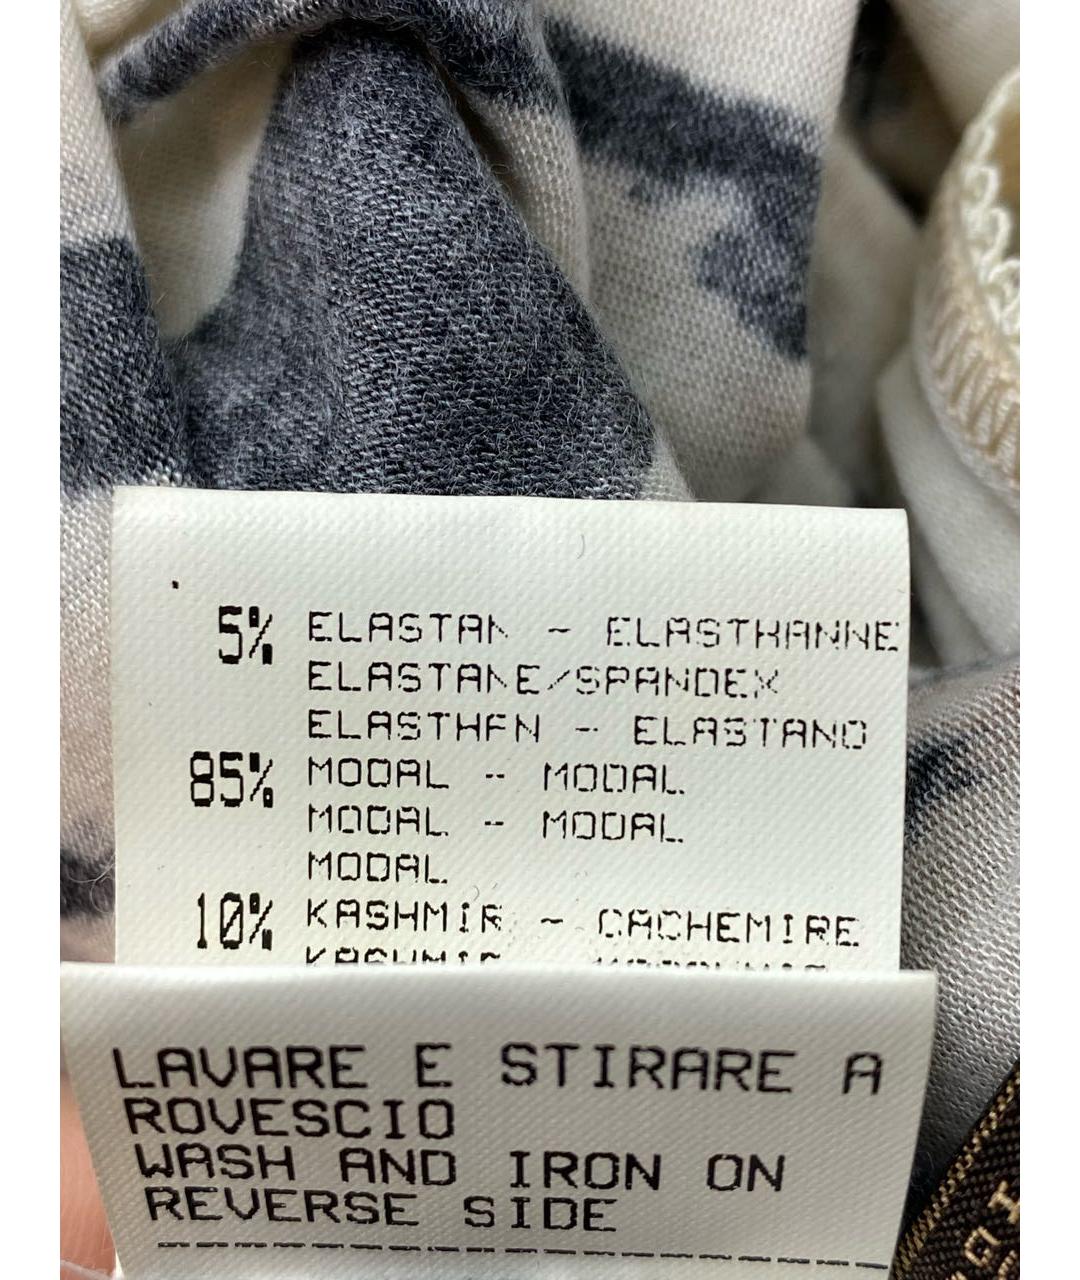 5% ELASTAN - ELASTHANNE
ELASTANE/SPANDEX
ELASTHAN - ELASTANO
85% MODAL - MODAL
MODAL - MODAL
MODAL
10% KASHMIR - CACHEMIRE
KASHMIR -
LAVARE E STIRARE A
ROVESCIO
WASH AND IRON ON
REVERSE SIDE